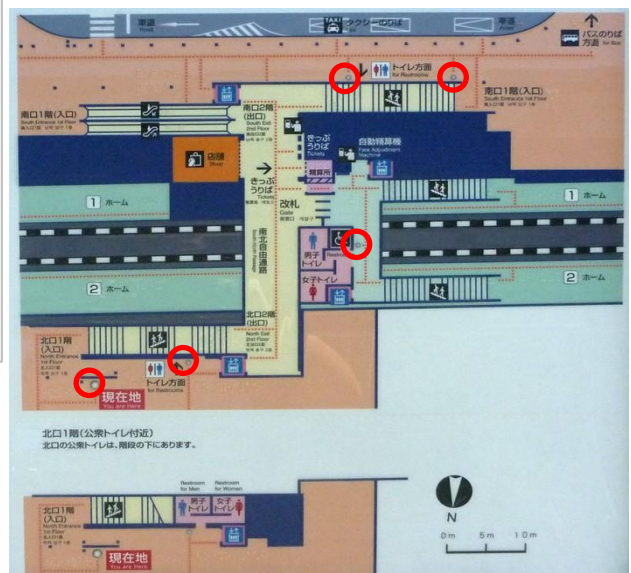 車道
TAXI
タクシーのりば
車道
バスのりば
方面 for Bus
トイレ方面
for Restrooms
南口1階(入口)
South Entrance 1st Floor
南口2階
(出口)
South Exit
2nd Floor
南口1階(入口)
South Entrance 1st Floor
店舗
Shop
きっぷ
うりば
Tickets
自動精算機
Fare Adjustment
Machine
精算所
きっぷ
うりば
Tickets
改札
Gate
1 ホーム
1 ホーム
南北自由通路
男子
トイレ
女子トイレ
2 ホーム
2 ホーム
北口1階
(入口)
North Entrance
1st Floor
北口2階
(出口)
North Exit
2nd Floor
トイレ方面
for Restrooms
現在地
You are Here
北口1階(公衆トイレ付近)
北口の公衆トイレは、階段の下にあります。
Restroom
for Men
Restroom
for Women
北口1階
(入口)
North Entrance
1st Floor
男子
トイレ
女子
トイレ
現在地
You are Here
N
0m 5m 10m